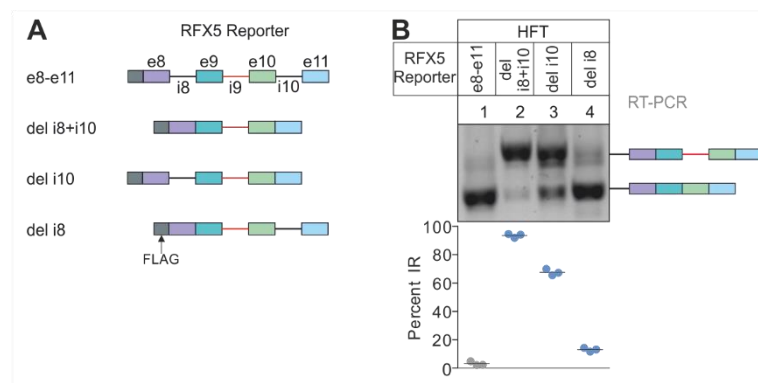 A
RFX5 Reporter
e8 e9 e10 e11
e8-e11
i8 i9 i10
del i8+i10
del i10
del i8
FLAG
B
HFT
RFX5
Reporter
e8-e11
del
i8+i10
del i10
del i8
1 2 3 4
RT-PCR
Percent IR
100
80
60
40
20
0